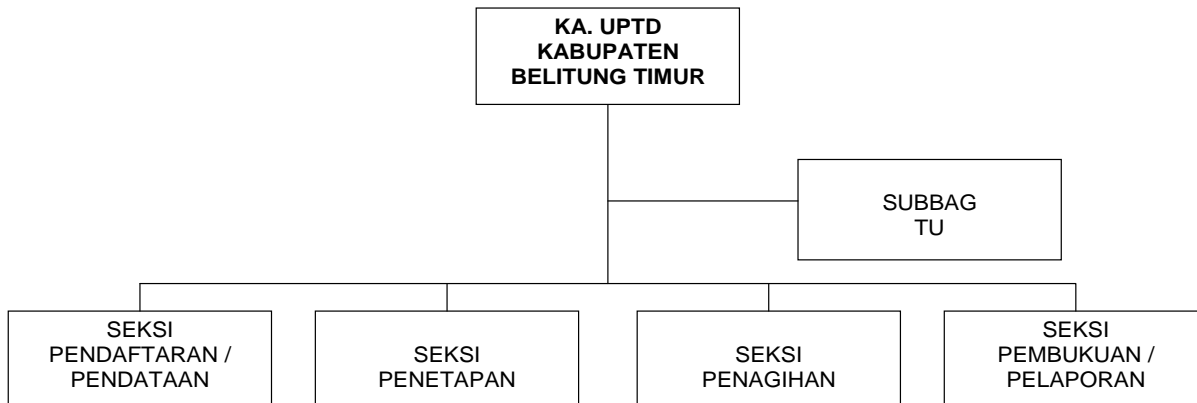 KA. UPTD
KABUPATEN
BELITUNG TIMUR
SUBBAG
TU
SEKSI
PENDAFTARAN /
PENDATAAN
SEKSI
PENETAPAN
SEKSI
PENAGIHAN
SEKSI
PEMBUKUAN /
PELAPORAN